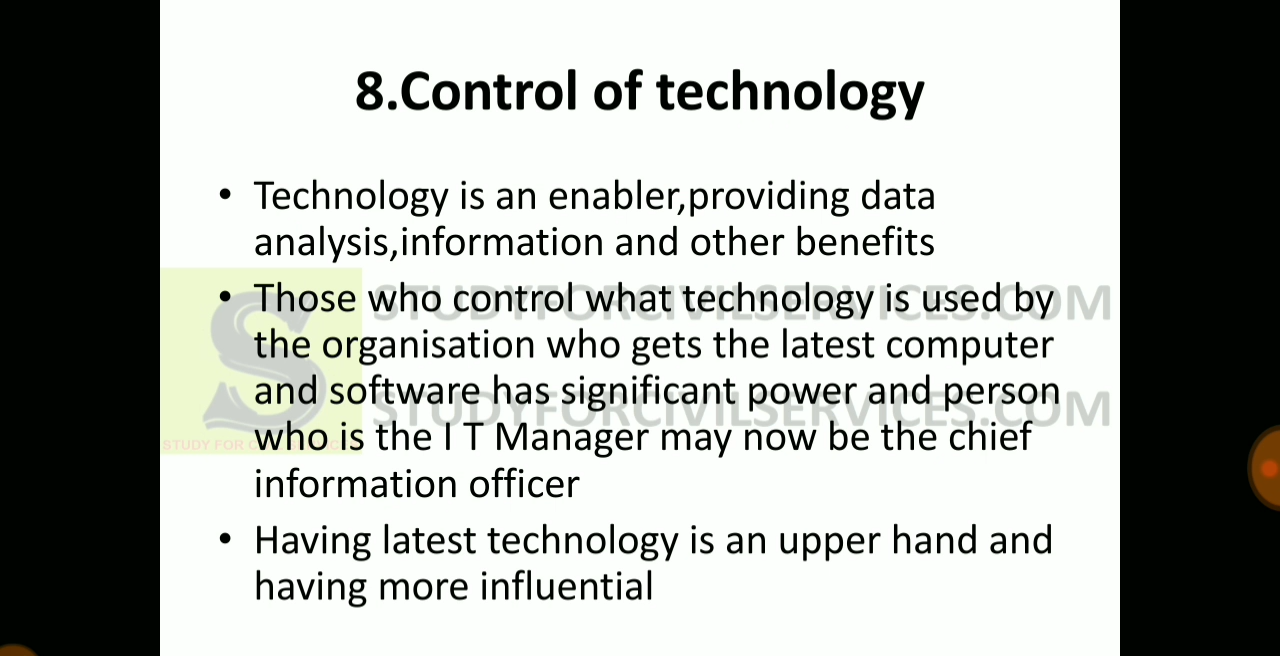 8.Control of technology
• Technology is an enabler,providing data
analysis,information and other benefits
• Those who control what technology is used by
the organisation who gets the latest computer
and software has significant power and person
who is the I T Manager may now be the chief
information officer
• Having latest technology is an upper hand and
having more influential
STUDYFORCIVILSERVICES.COM
STUDYFORCIVILSERVICES.COM
STUDY FOR